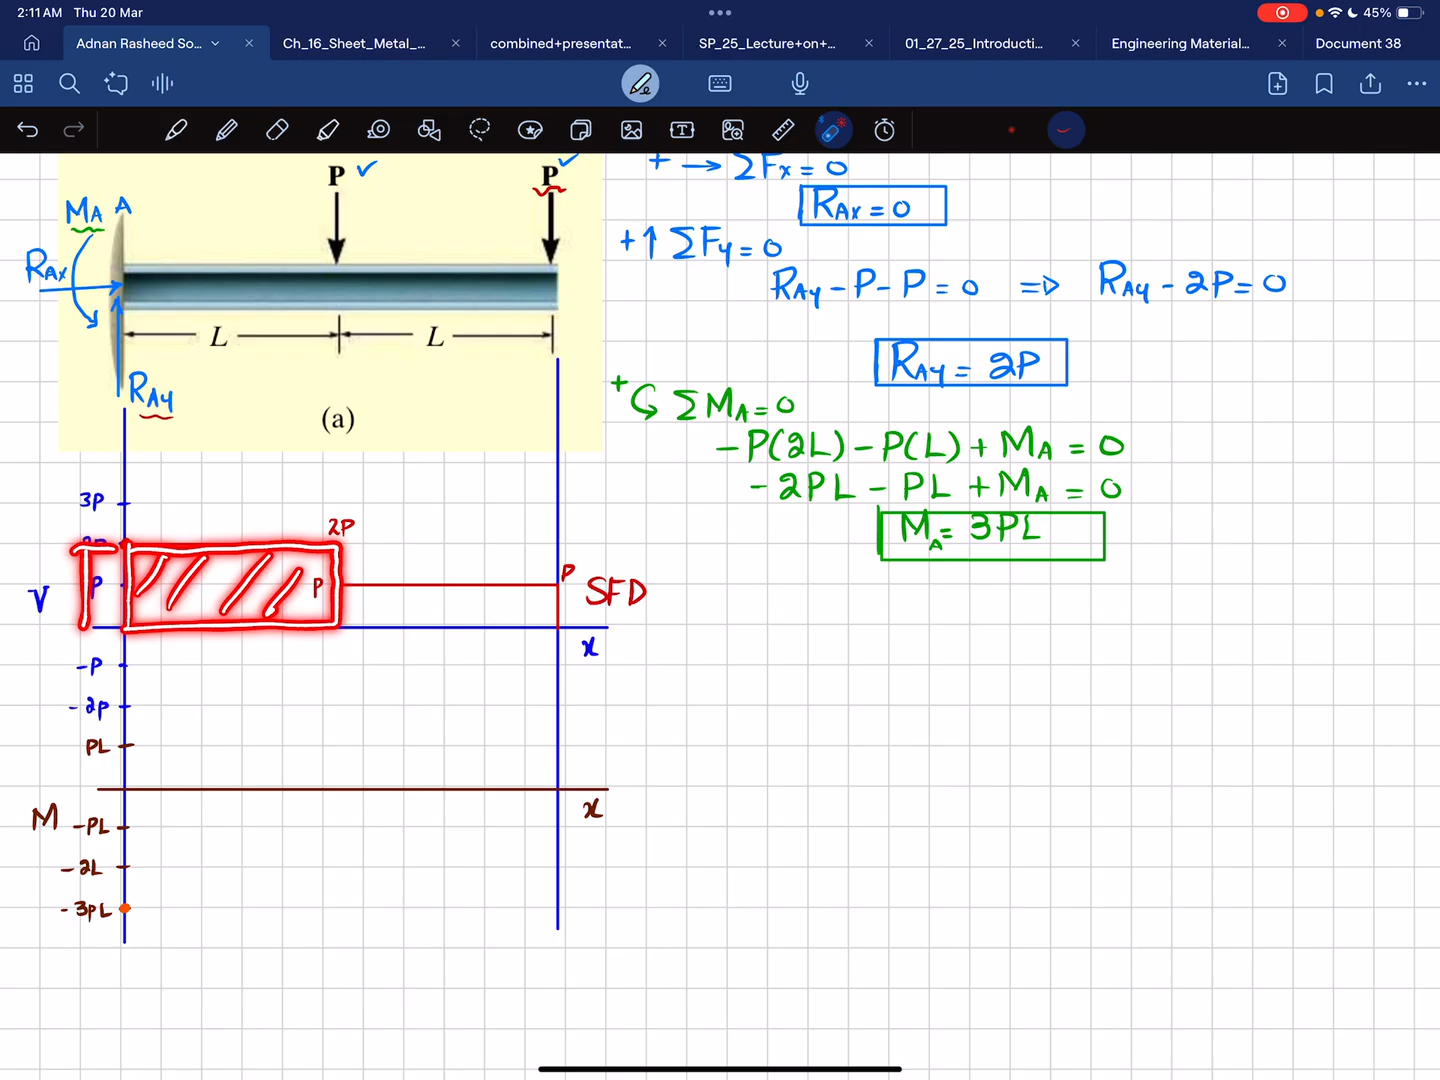 2:11 AM Thu 20 Mar
45%
Adnan Rasheed So...
Ch_16_Sheet_Metal_...
combined+presentat...
SP_25_Lecture+on+...
01_27_25_Introducti...
Engineering Material...
Document 38
+ → ΣFx = 0
RAx = 0
+↑ ΣFy = 0
RAy - P - P = 0 ⇒ RAy - 2P = 0
RAy = 2P
+ ΣMA = 0
-P(2L) - P(L) + MA = 0
-2PL - PL + MA = 0
MA = 3PL
P ✓
P ✓
MA A
RAx
L
L
RAy
(a)
3P
2P
P
P
P
SFD
V
x
-P
-2P
PL
x
M
-PL
-2L
-3PL